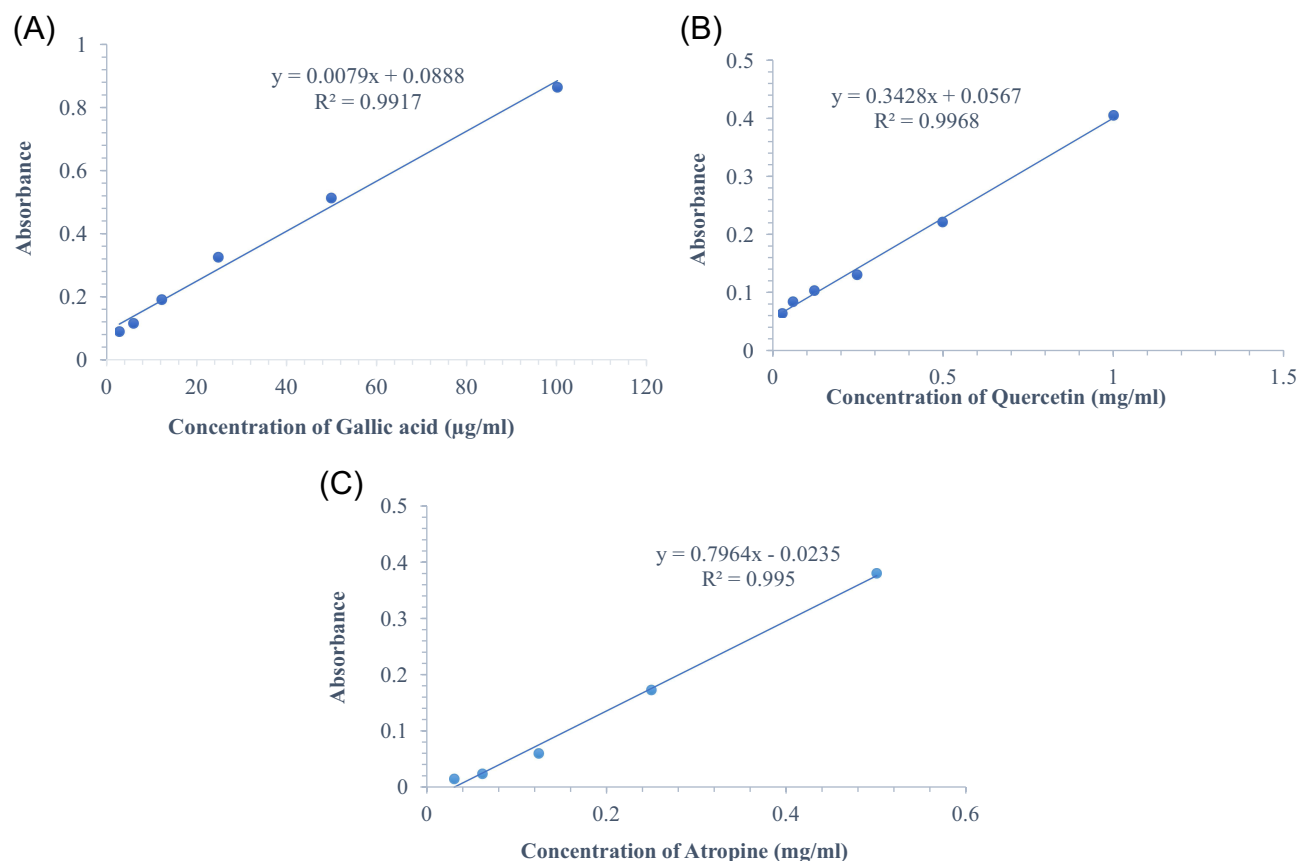 (A)
y = 0.0079x + 0.0888
R² = 0.9917
1
0.8
0.6
0.4
0.2
0
Absorbance
0 20 40 60 80 100 120
Concentration of Gallic acid (µg/ml)
(B)
y = 0.3428x + 0.0567
R² = 0.9968
0.5
0.4
0.3
0.2
0.1
0
Absorbance
0 0.5 1 1.5
Concentration of Quercetin (mg/ml)
(C)
y = 0.7964x - 0.0235
R² = 0.995
0.5
0.4
0.3
0.2
0.1
0
Absorbance
0 0.2 0.4 0.6
Concentration of Atropine (mg/ml)